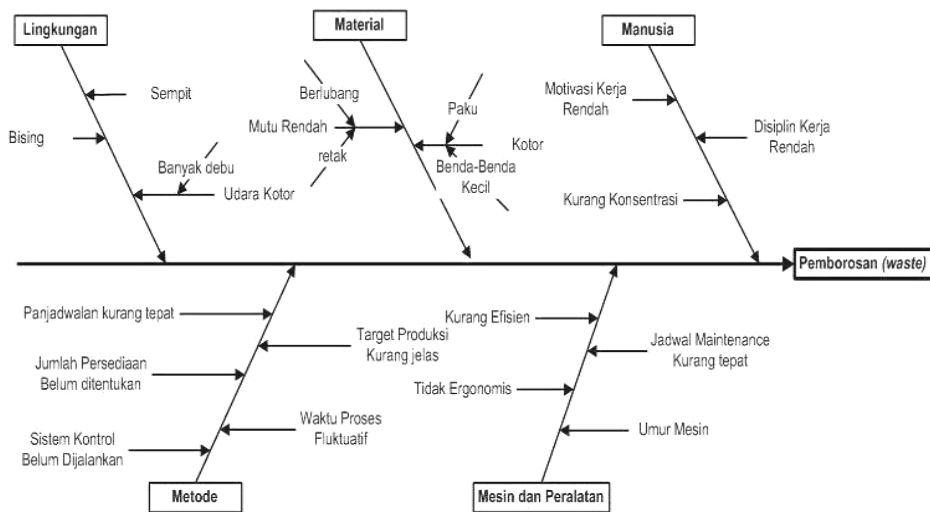 Lingkungan
Material
Manusia
Sempit
Bising
Banyak debu
Udara Kotor
Berlubang
Mutu Rendah
retak
Paku
Kotor
Benda-Benda
Kecil
Motivasi Kerja
Rendah
Disiplin Kerja
Rendah
Kurang Konsentrasi
Pemborosan (waste)
Panjadwalan kurang tepat
Target Produksi
Kurang jelas
Jumlah Persediaan
Belum ditentukan
Waktu Proses
Fluktuatif
Sistem Kontrol
Belum Dijalankan
Kurang Efisien
Jadwal Maintenance
Kurang tepat
Tidak Ergonomis
Umur Mesin
Metode
Mesin dan Peralatan